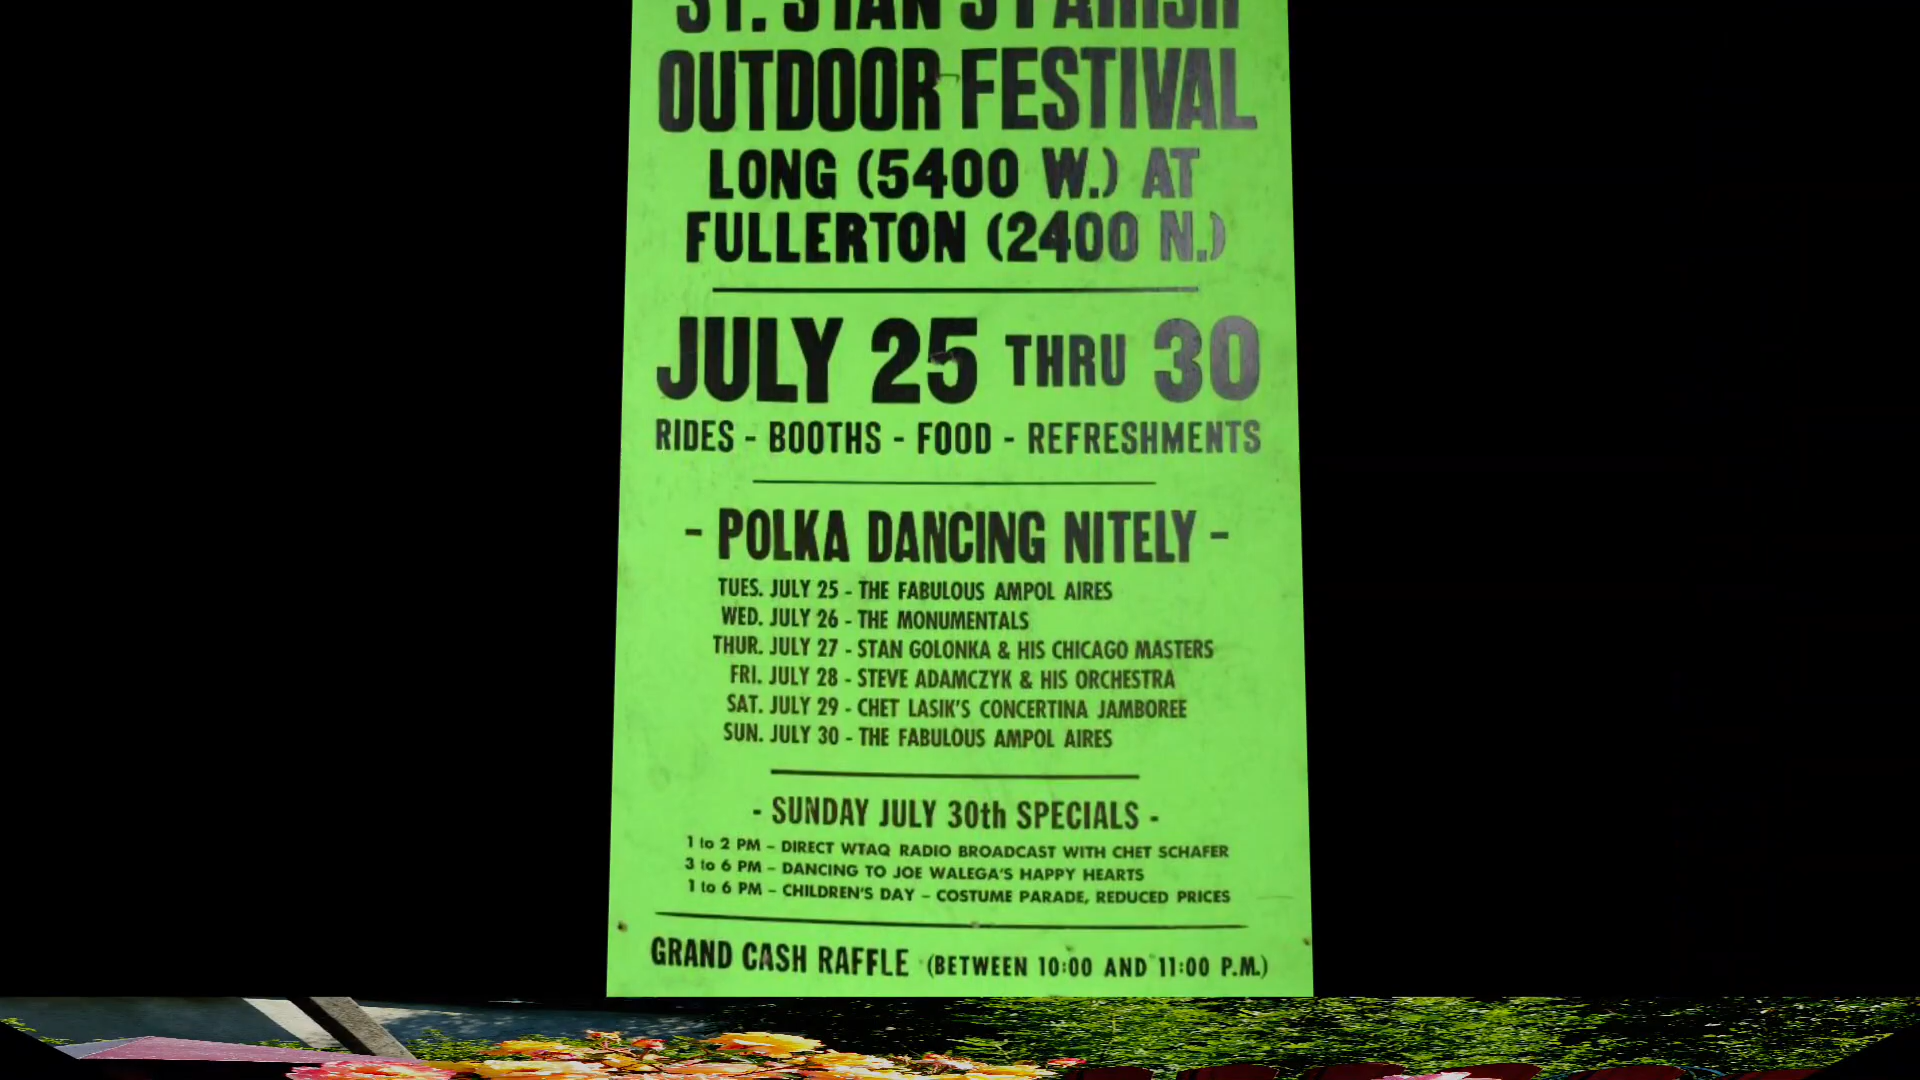 ST. STAN'S PARISH
OUTDOOR FESTIVAL
LONG (5400 W.) AT
FULLERTON (2400 N.)
JULY 25 THRU 30
RIDES - BOOTHS - FOOD - REFRESHMENTS
- POLKA DANCING NITELY -
TUES. JULY 25 - THE FABULOUS AMPOL AIRES
WED. JULY 26 - THE MONUMENTALS
THUR. JULY 27 - STAN GOLONKA & HIS CHICAGO MASTERS
FRI. JULY 28 - STEVE ADAMCZYK & HIS ORCHESTRA
SAT. JULY 29 - CHET LASIK'S CONCERTINA JAMBOREE
SUN. JULY 30 - THE FABULOUS AMPOL AIRES
- SUNDAY JULY 30th SPECIALS -
1 to 2 PM - DIRECT WTAQ RADIO BROADCAST WITH CHET SCHAFER
3 to 6 PM - DANCING TO JOE WALEGA'S HAPPY HEARTS
1 to 6 PM - CHILDREN'S DAY - COSTUME PARADE, REDUCED PRICES
GRAND CASH RAFFLE (BETWEEN 10:00 AND 11:00 P.M.)